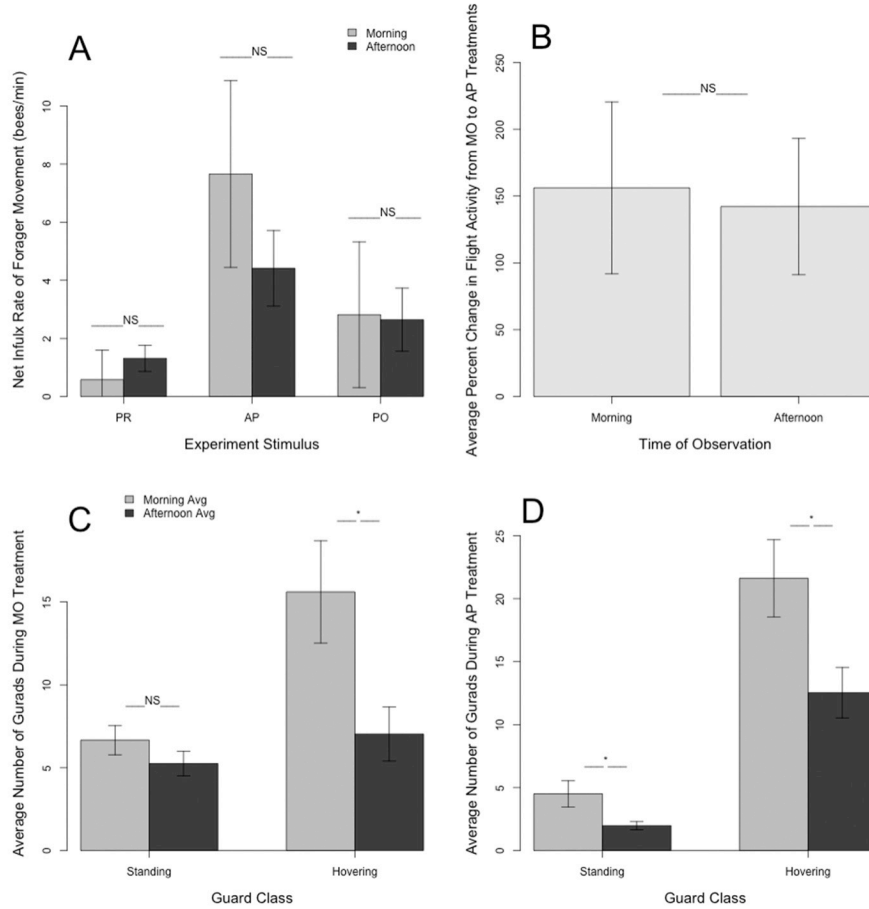 A
Morning
Afternoon
NS
NS
NS
Net Infulx Rate of Forager Movement (bees/min)
0
2
4
6
8
10
PR
AP
PO
Experiment Stimulus
B
NS
Average Percent Change in Flight Activity from MO to AP Treatments
0
50
100
150
200
250
Morning
Afternoon
Time of Observation
C
Morning Avg
Afternoon Avg
*
NS
Average Number of Gurads During MO Treatment
0
5
10
15
Standing
Hovering
Guard Class
D
*
*
Average Number of Gurads During AP Treatment
0
5
10
15
20
25
Standing
Hovering
Guard Class